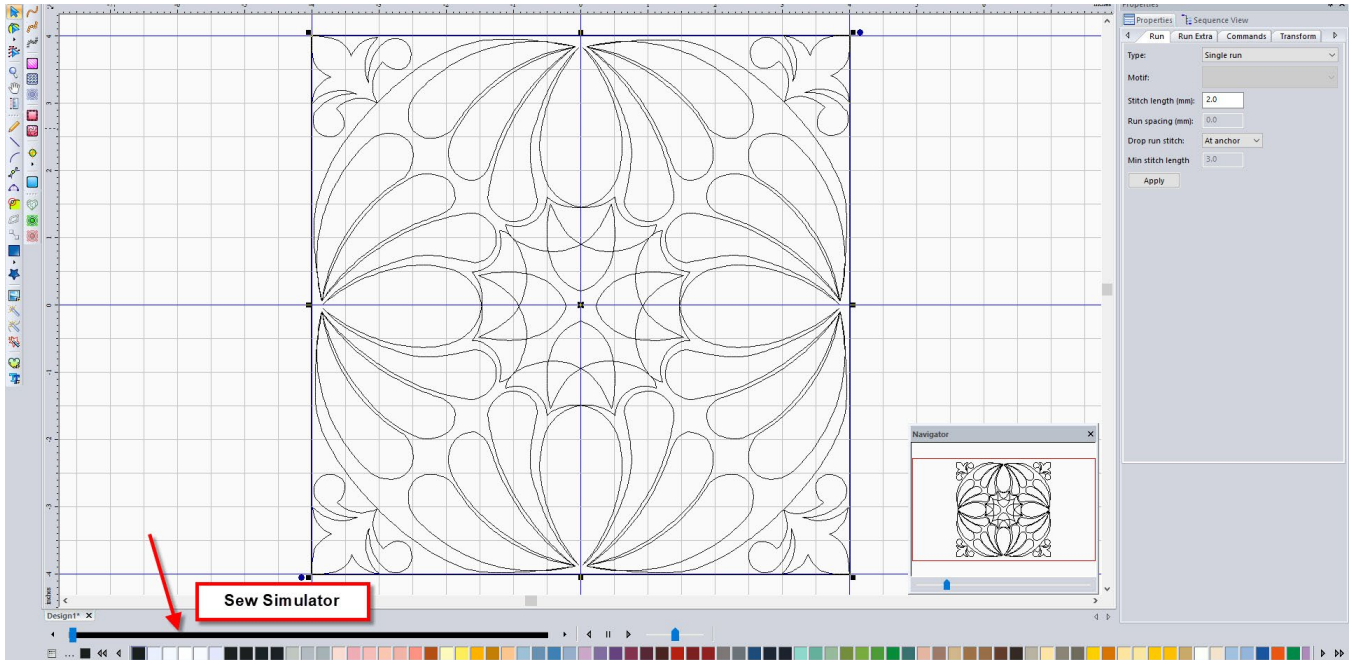 Properties
Properties Sequence View
Run Run Extra Commands Transform
Type: Single run
Motif:
Stitch length (mm): 2.0
Run spacing (mm): 0.0
Drop run stitch: At anchor
Min stitch length 3.0
Apply
Navigator
Sew Simulator
inches
Design1*
...